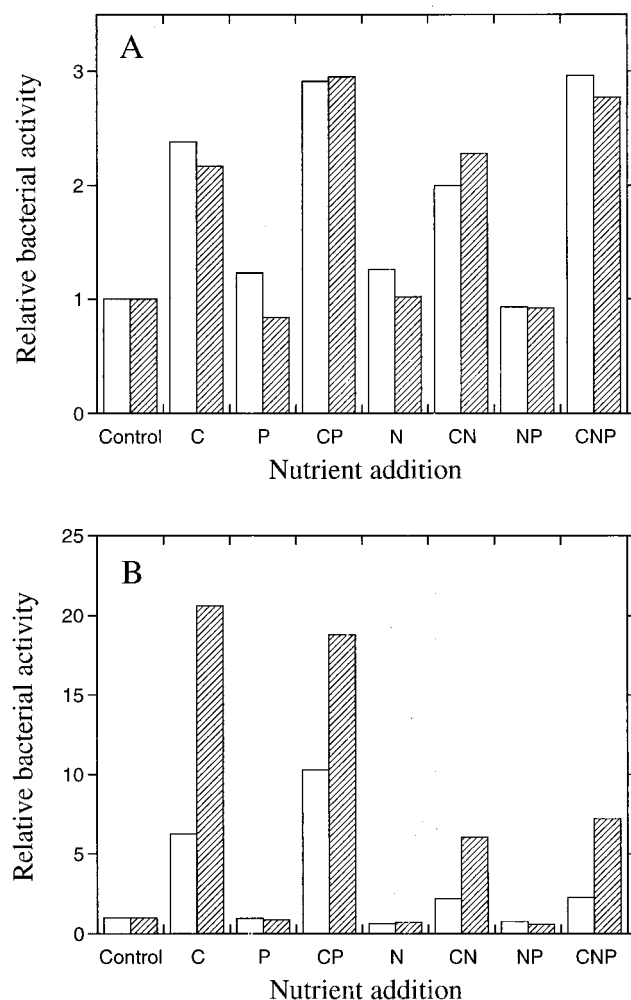 A
Relative bacterial activity
3
2
1
0
Control C P CP N CN NP CNP
Nutrient addition
B
Relative bacterial activity
25
20
15
10
5
0
Control C P CP N CN NP CNP
Nutrient addition